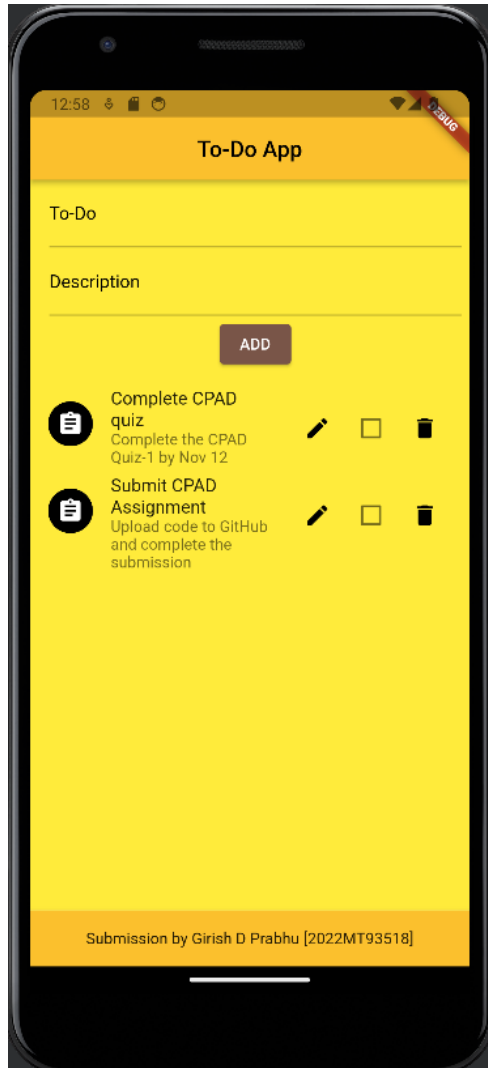 12:58
DEBUG
To-Do App
To-Do
Description
ADD
Complete CPAD
quiz
Complete the CPAD
Quiz-1 by Nov 12
Submit CPAD
Assignment
Upload code to GitHub
and complete the
submission
Submission by Girish D Prabhu [2022MT93518]